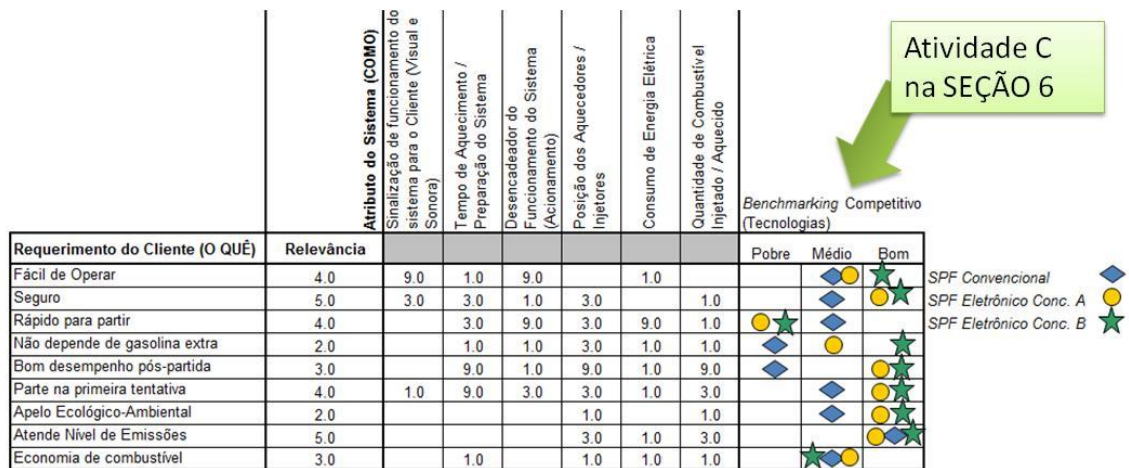 Atividade C
na SEÇÃO 6
Atributo do Sistema (COMO)
Sinalização de funcionamento do
sistema para o Cliente (Visual e
Sonora)
Tempo de Aquecimento /
Preparação do Sistema
Desencadeador do
Funcionamento do Sistema
(Acionamento)
Posição dos Aquecedores /
Injetores
Consumo de Energia Elétrica
Quantidade de Combustível
Injetado / Aquecido
Benchmarking Competitivo
(Tecnologias)
Requerimento do Cliente (O QUÊ) Relevância Pobre Médio Bom
Fácil de Operar 4.0 9.0 1.0 9.0 1.0
SPF Convencional
Seguro 5.0 3.0 3.0 1.0 3.0 1.0
SPF Eletrônico Conc. A
Rápido para partir 4.0 3.0 9.0 3.0 9.0 1.0
SPF Eletrônico Conc. B
Não depende de gasolina extra 2.0 1.0 1.0 3.0 1.0 1.0
Bom desempenho pós-partida 3.0 9.0 1.0 9.0 1.0 9.0
Parte na primeira tentativa 4.0 1.0 9.0 3.0 3.0 1.0 3.0
Apelo Ecológico-Ambiental 2.0 1.0 1.0
Atende Nível de Emissões 5.0 3.0 1.0 3.0
Economia de combustível 3.0 1.0 1.0 1.0 1.0